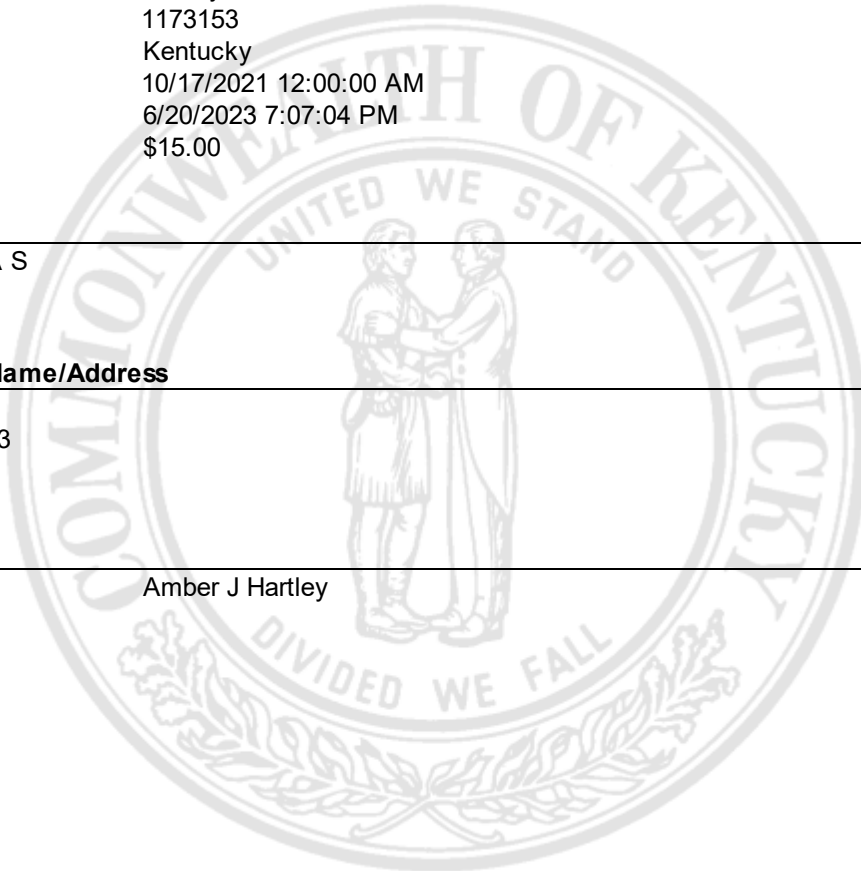 1173153
Kentucky
10/17/2021 12:00:00 AM
6/20/2023 7:07:04 PM
$15.00
COMMONWEALTH OF KENTUCKY
UNITED WE STAND
S
Name/Address
3
Amber J Hartley
DIVIDED WE FALL